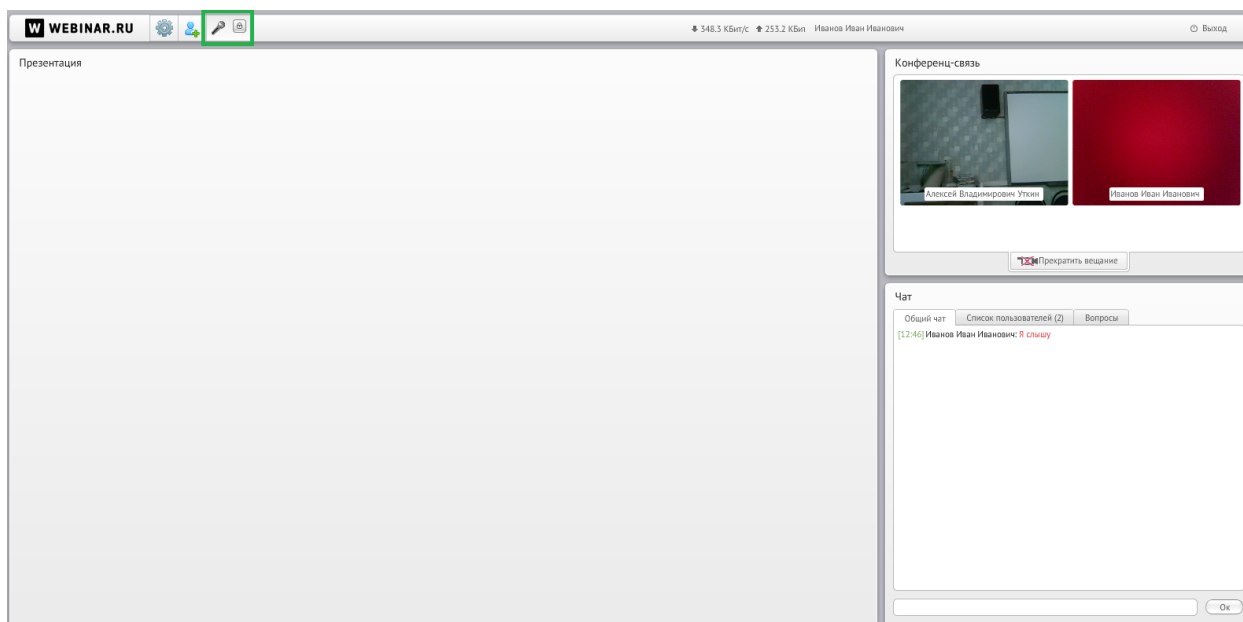 W WEBINAR.RU
348.3 КБит/с 253.2 КБит Иванов Иван Иванович
Выход
Презентация
Конференц-связь
Алексей Владимирович Уткин
Иванов Иван Иванович
Прекратить вещание
Чат
Общий чат Список пользователей (2) Вопросы
[12:46] Иванов Иван Иванович: Я слышу
Ок